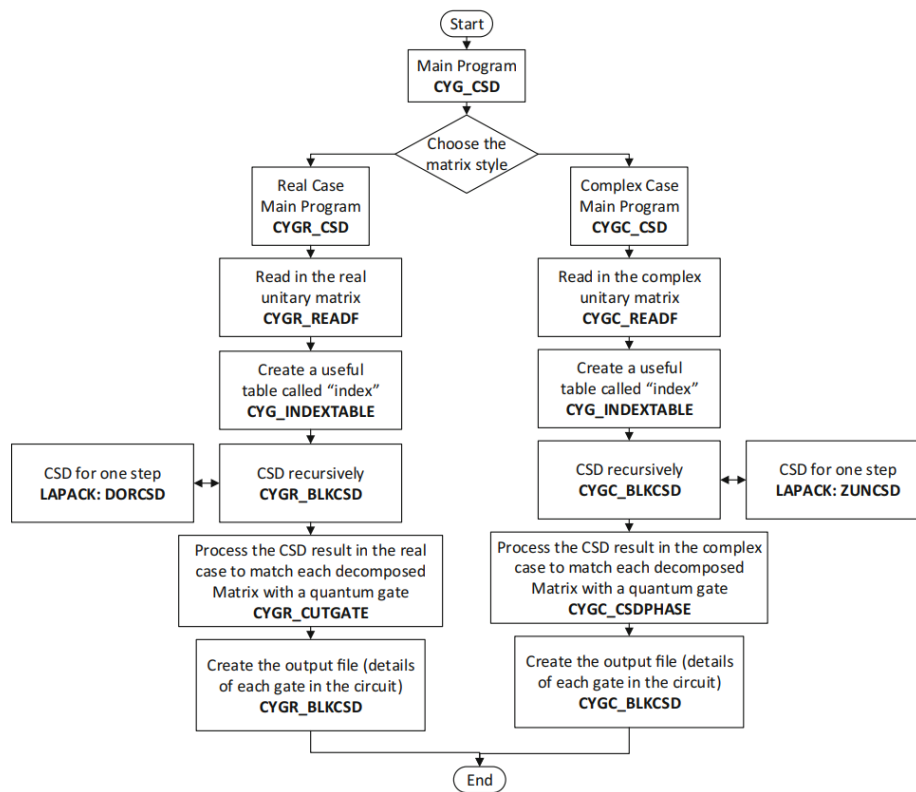 Start
Main Program
CYG_CSD
Choose the
matrix style
Real Case
Main Program
CYGR_CSD
Complex Case
Main Program
CYGC_CSD
Read in the real
unitary matrix
CYGR_READF
Read in the complex
unitary matrix
CYGC_READF
Create a useful
table called “index”
CYG_INDEXTABLE
Create a useful
table called “index”
CYG_INDEXTABLE
CSD for one step
LAPACK: DORCSD
CSD recursively
CYGR_BLKCSD
CSD recursively
CYGC_BLKCSD
CSD for one step
LAPACK: ZUNCSD
Process the CSD result in the real
case to match each decomposed
Matrix with a quantum gate
CYGR_CUTGATE
Process the CSD result in the complex
case to match each decomposed
Matrix with a quantum gate
CYGC_CSDPHASE
Create the output file (details
of each gate in the circuit)
CYGR_BLKCSD
Create the output file (details
of each gate in the circuit)
CYGC_BLKCSD
End